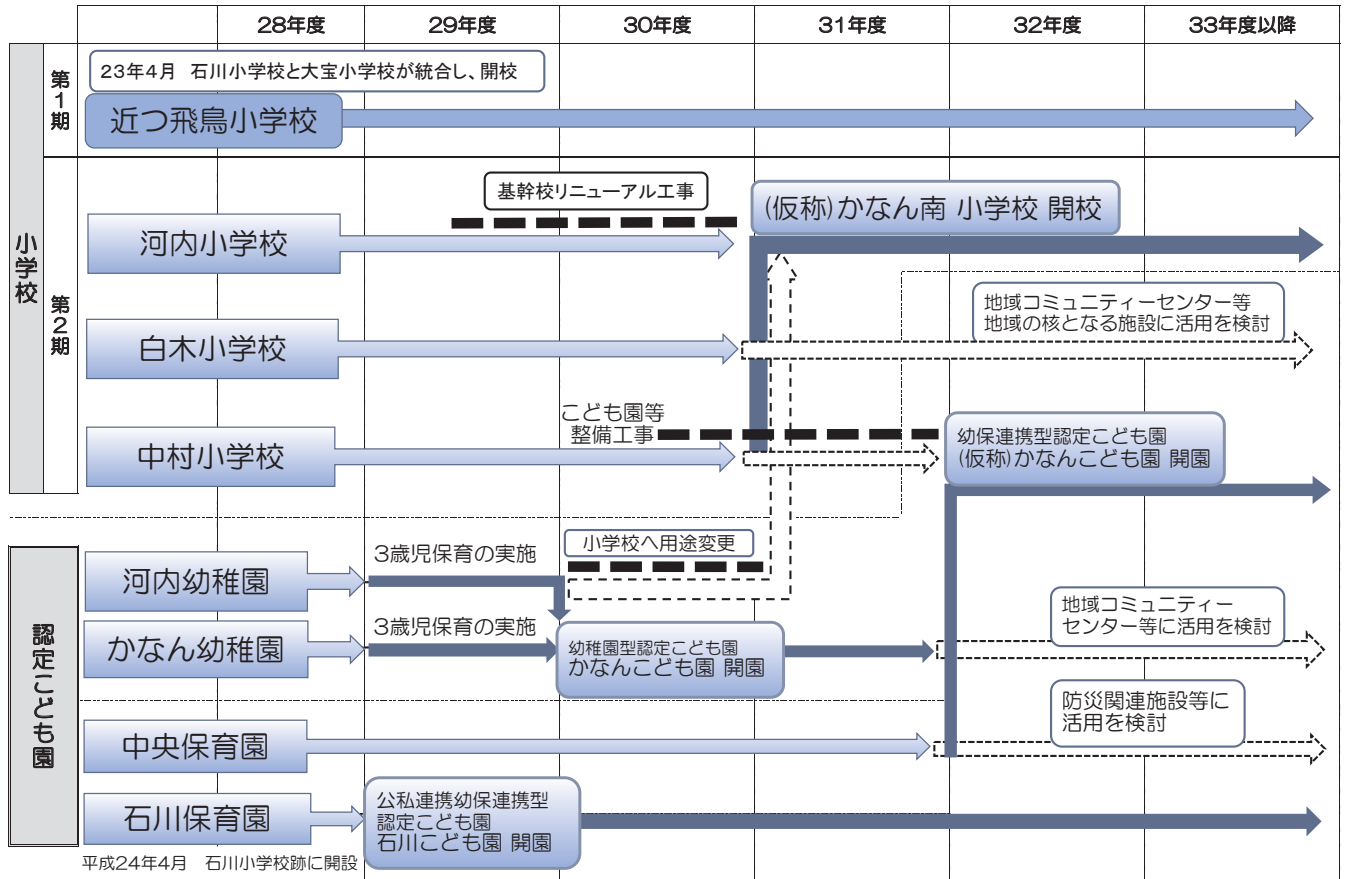 28年度
29年度
30年度
31年度
32年度
33年度以降
小学校
第1期
23年4月　石川小学校と大宝小学校が統合し、開校
近つ飛鳥小学校
第2期
基幹校リニューアル工事
(仮称)かなん南 小学校 開校
河内小学校
地域コミュニティーセンター等
地域の核となる施設に活用を検討
白木小学校
こども園等
整備工事
中村小学校
幼保連携型認定こども園
(仮称)かなんこども園 開園
認定こども園
3歳児保育の実施
小学校へ用途変更
河内幼稚園
3歳児保育の実施
かなん幼稚園
幼稚園型認定こども園
かなんこども園 開園
地域コミュニティー
センター等に活用を検討
中央保育園
防災関連施設等に
活用を検討
石川保育園
公私連携幼保連携型
認定こども園
石川こども園 開園
平成24年4月　石川小学校跡に開設